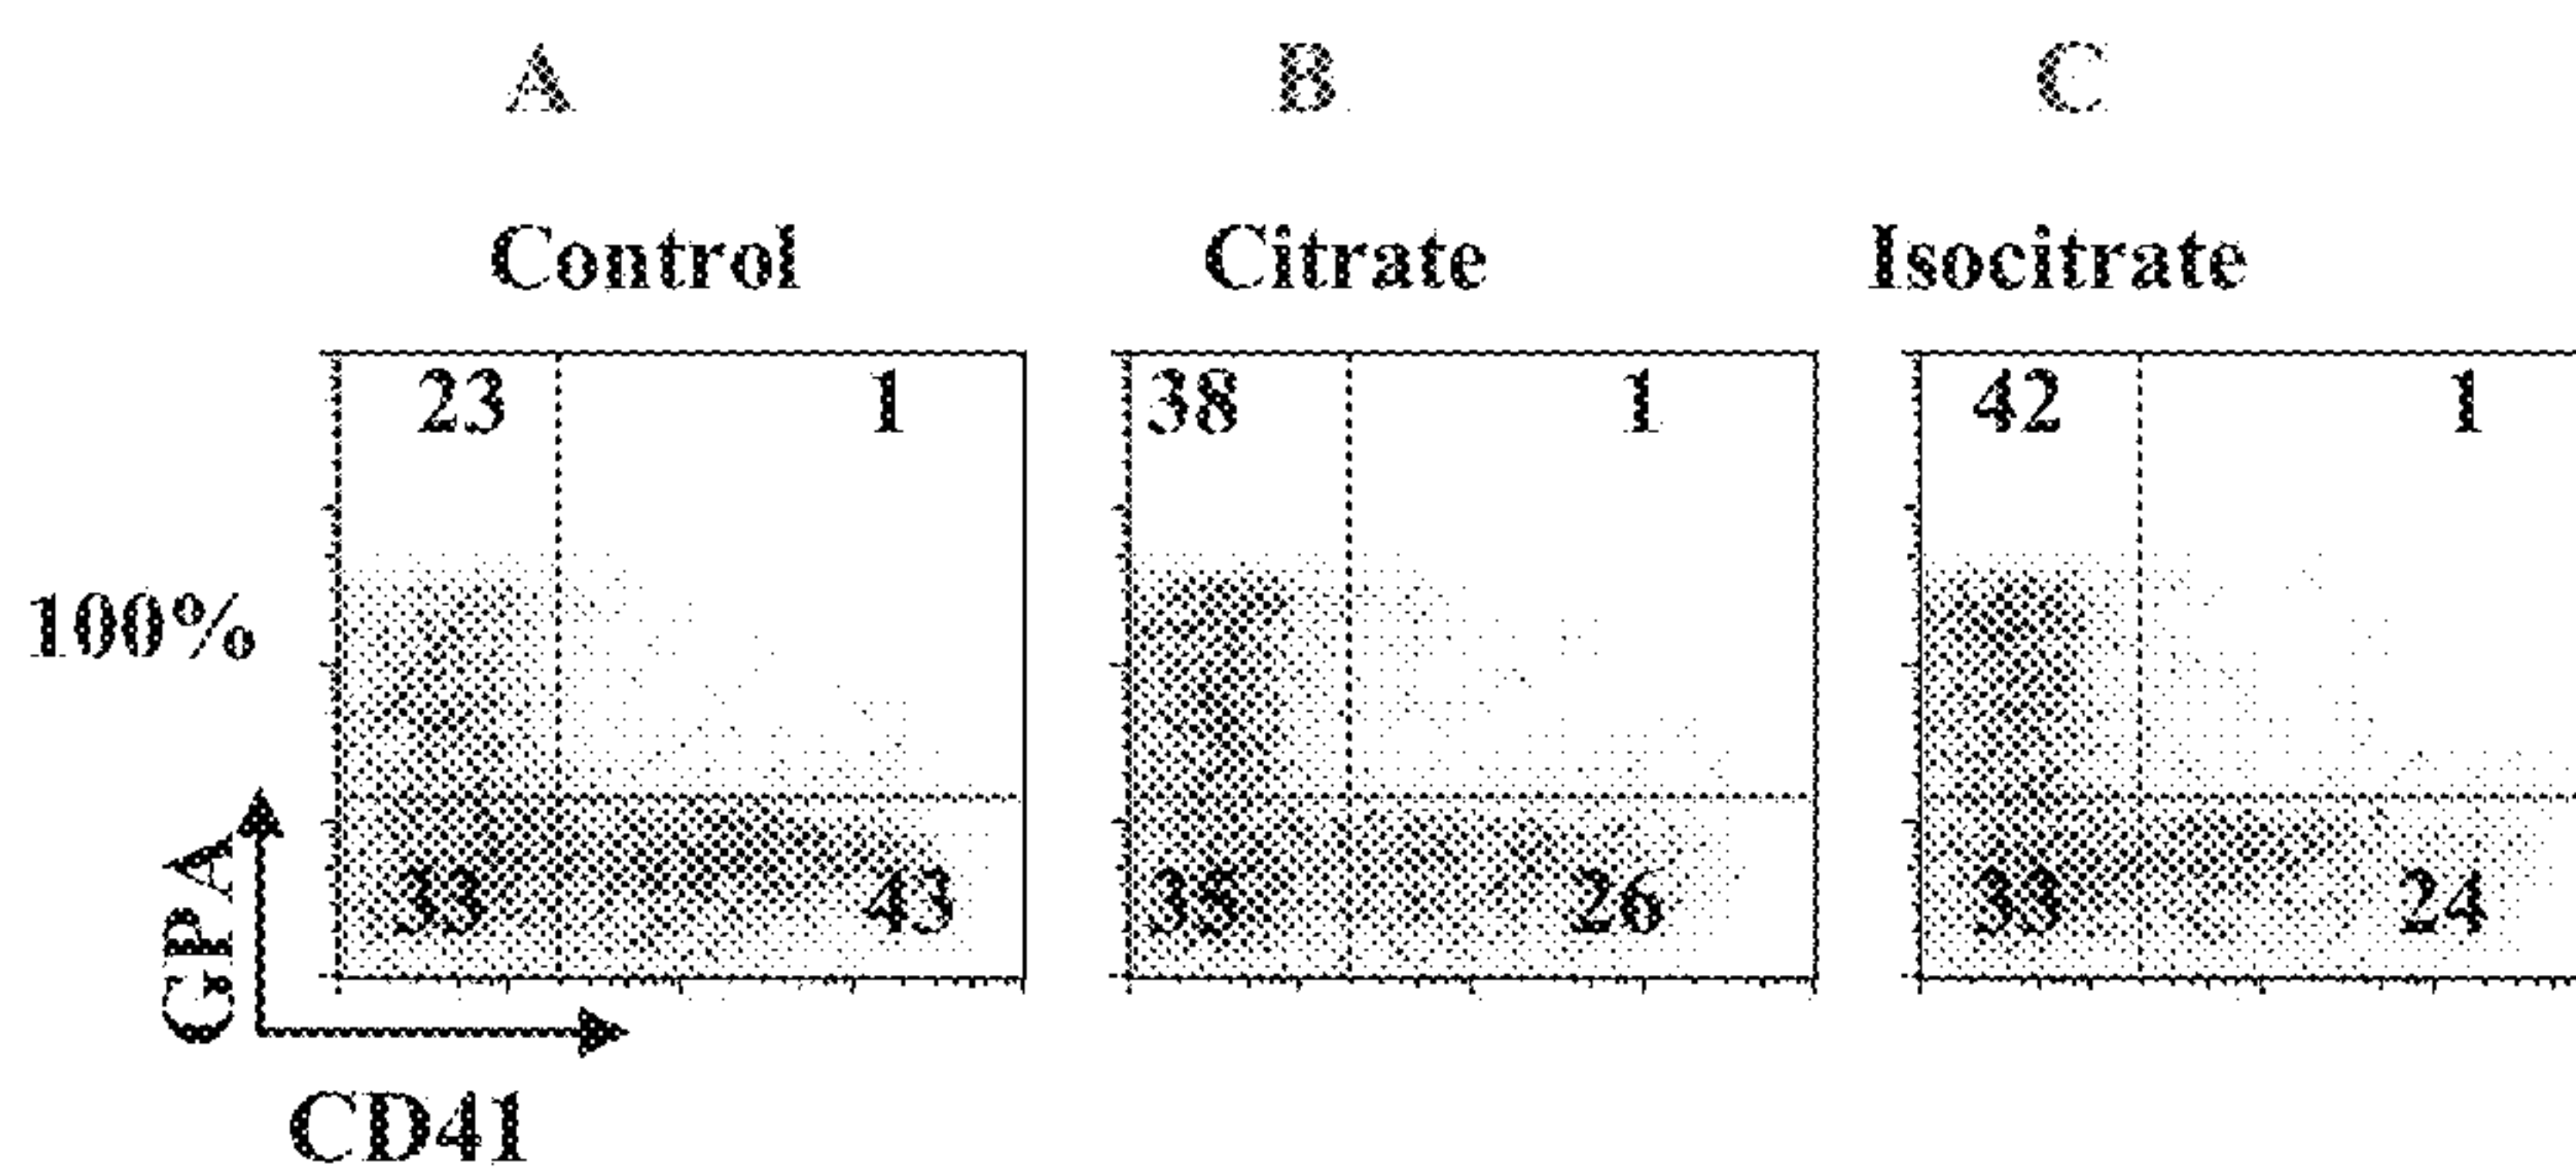 A B C
Control Citrate Isocitrate
23 1 38 1 42 1
100%
33 43 35 26 33 24
GPA
CD41